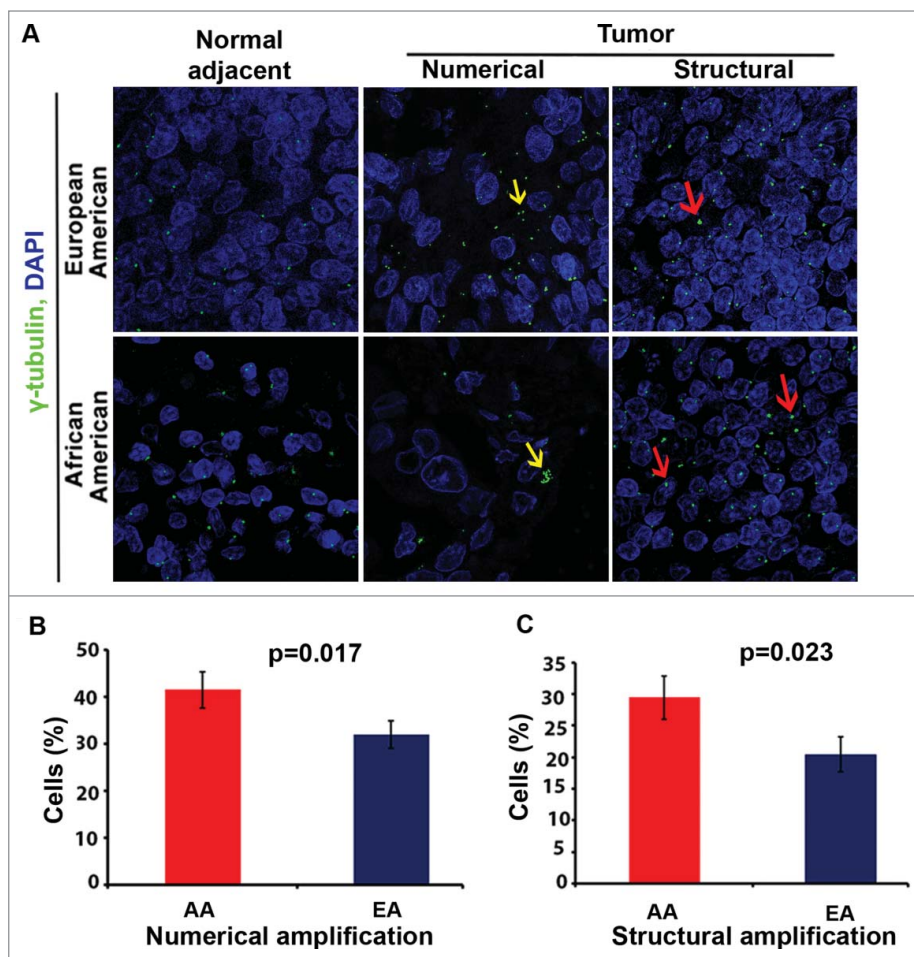 A
Normal
adjacent
Tumor
Numerical
Structural
γ-tubulin, DAPI
European
American
African
American
B
p=0.017
50
40
30
20
10
0
Cells (%)
AA
EA
Numerical amplification
C
p=0.023
35
30
25
20
15
10
5
0
Cells (%)
AA
EA
Structural amplification